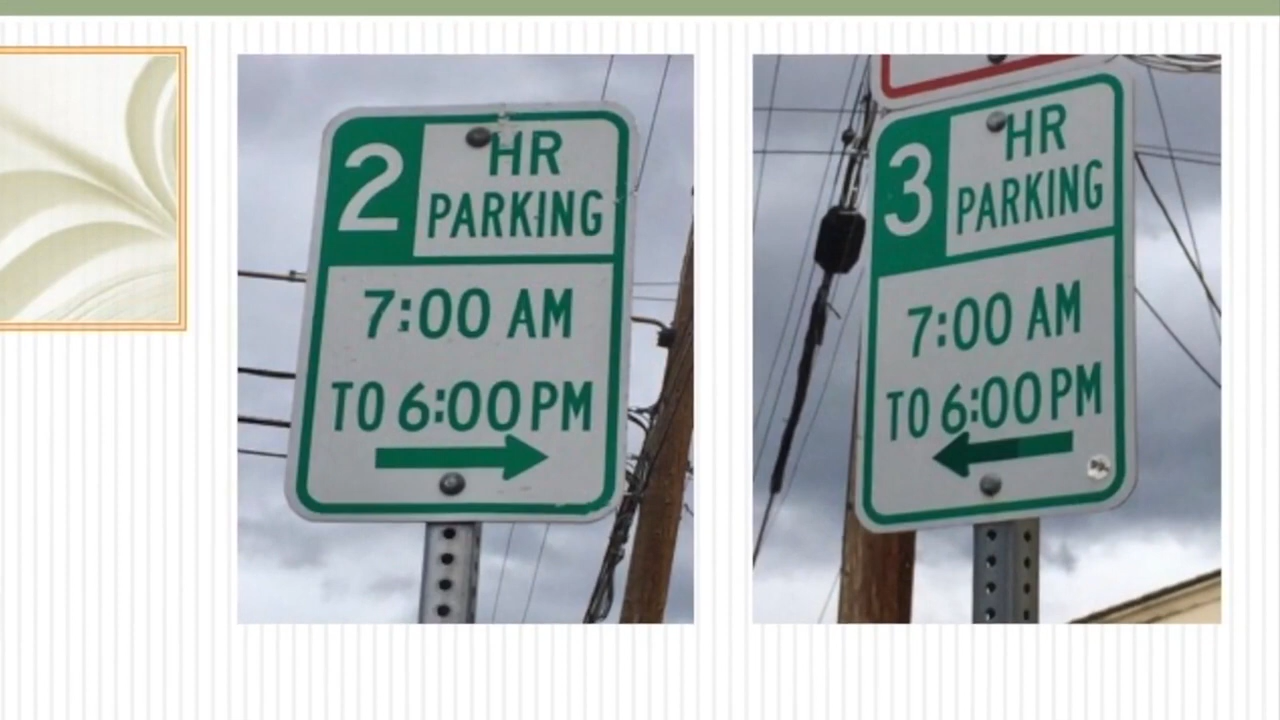 2 HR
PARKING
7:00 AM
TO 6:00 PM
3 HR
PARKING
7:00 AM
TO 6:00 PM